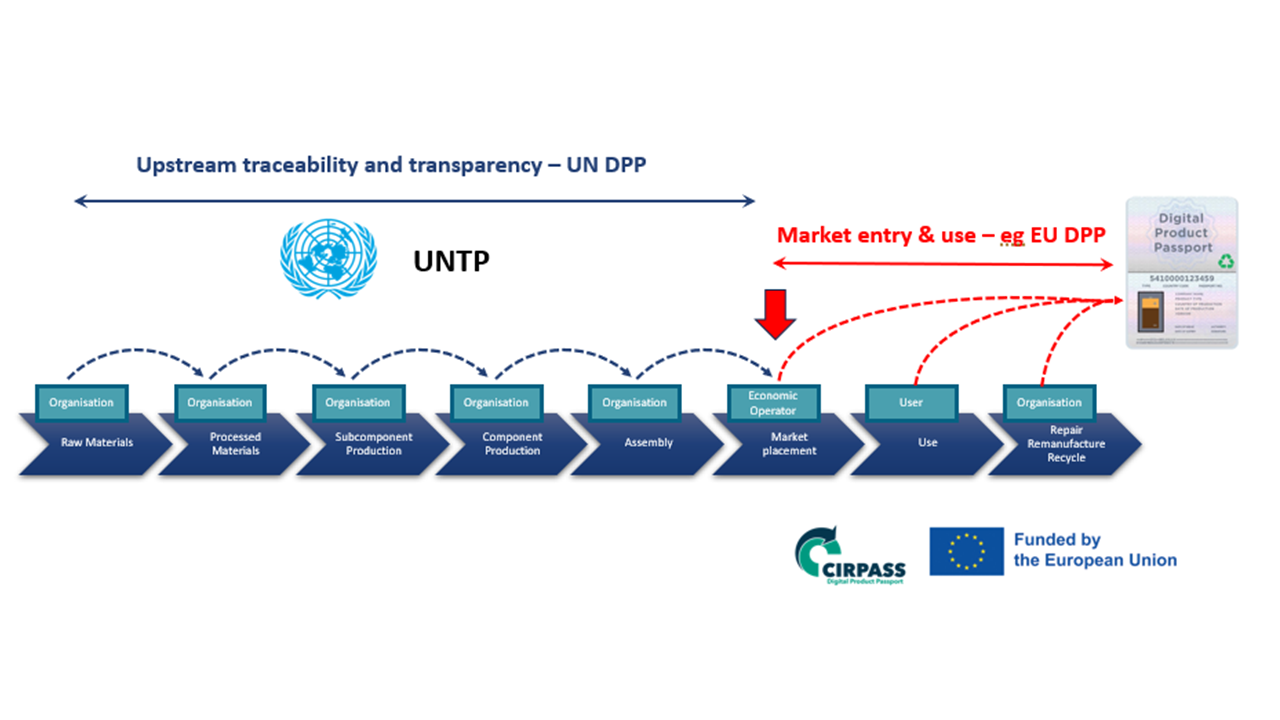 Upstream traceability and transparency – UN DPP
UNTP
Market entry & use – eg EU DPP
Digital
Product
Passport
5410000123459
Organisation
Raw Materials
Organisation
Processed
Materials
Organisation
Subcomponent
Production
Organisation
Component
Production
Organisation
Assembly
Economic
Operator
Market
placement
User
Use
Organisation
Repair
Remanufacture
Recycle
CIRPASS
Digital Product Passport
Funded by
the European Union